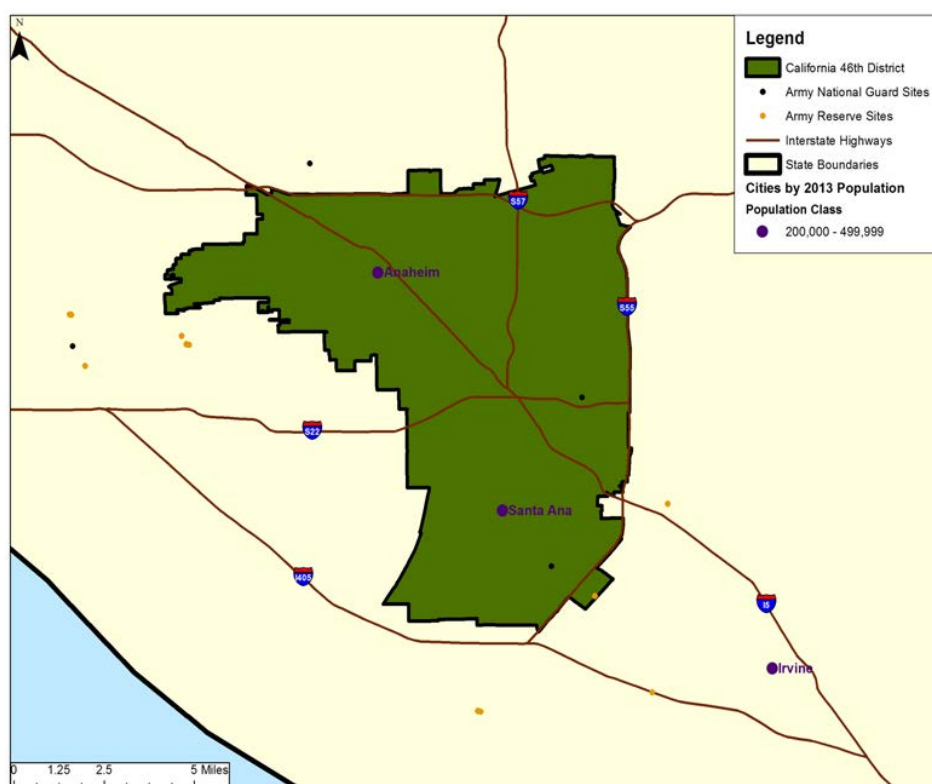 N
Legend
California 46th District
Army National Guard Sites
Army Reserve Sites
Interstate Highways
State Boundaries
Cities by 2013 Population
Population Class
200,000 - 499,999
S57
Anaheim
S55
S22
Santa Ana
I405
I5
Irvine
0 1.25 2.5 5 Miles